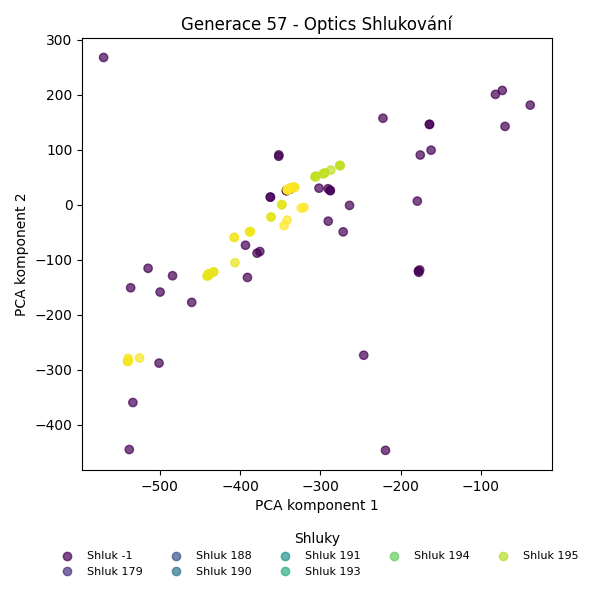 Generace 57 - Optics Shlukování
300
200
100
0
−100
−200
−300
−400
PCA komponent 2
−500 −400 −300 −200 −100
PCA komponent 1
Shluky
Shluk -1 Shluk 188 Shluk 191 Shluk 194 Shluk 195
Shluk 179 Shluk 190 Shluk 193